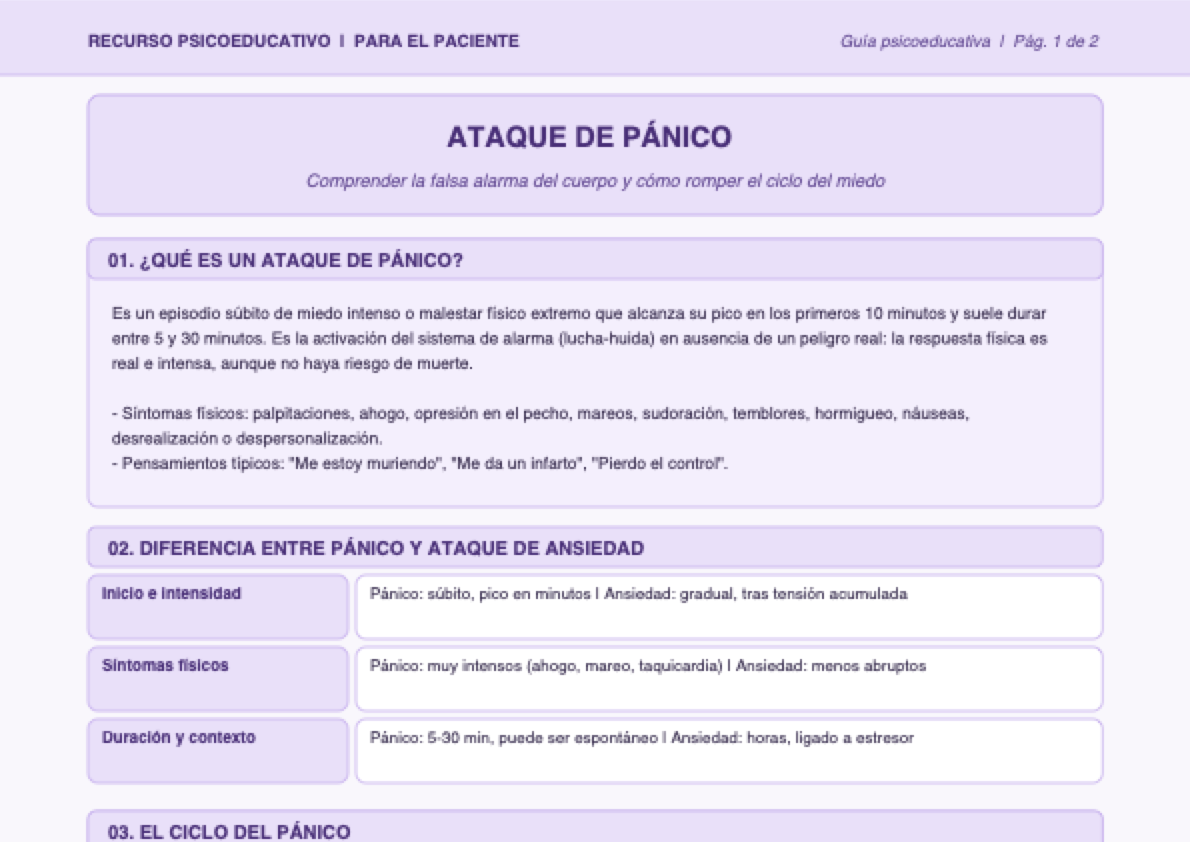 RECURSO PSICOEDUCATIVO | PARA EL PACIENTE
Guía psicoeducativa | Pág. 1 de 2
ATAQUE DE PÁNICO
Comprender la falsa alarma del cuerpo y cómo romper el ciclo del miedo
01. ¿QUÉ ES UN ATAQUE DE PÁNICO?
Es un episodio súbito de miedo intenso o malestar físico extremo que alcanza su pico en los primeros 10 minutos y suele durar
entre 5 y 30 minutos. Es la activación del sistema de alarma (lucha-huida) en ausencia de un peligro real: la respuesta física es
real e intensa, aunque no haya riesgo de muerte.
- Síntomas físicos: palpitaciones, ahogo, opresión en el pecho, mareos, sudoración, temblores, hormigueo, náuseas,
desrealización o despersonalización.
- Pensamientos típicos: "Me estoy muriendo", "Me da un infarto", "Pierdo el control".
02. DIFERENCIA ENTRE PÁNICO Y ATAQUE DE ANSIEDAD
Inicio e intensidad
Pánico: súbito, pico en minutos | Ansiedad: gradual, tras tensión acumulada
Síntomas físicos
Pánico: muy intensos (ahogo, mareo, taquicardia) | Ansiedad: menos abruptos
Duración y contexto
Pánico: 5-30 min, puede ser espontáneo | Ansiedad: horas, ligado a estresor
03. EL CICLO DEL PÁNICO